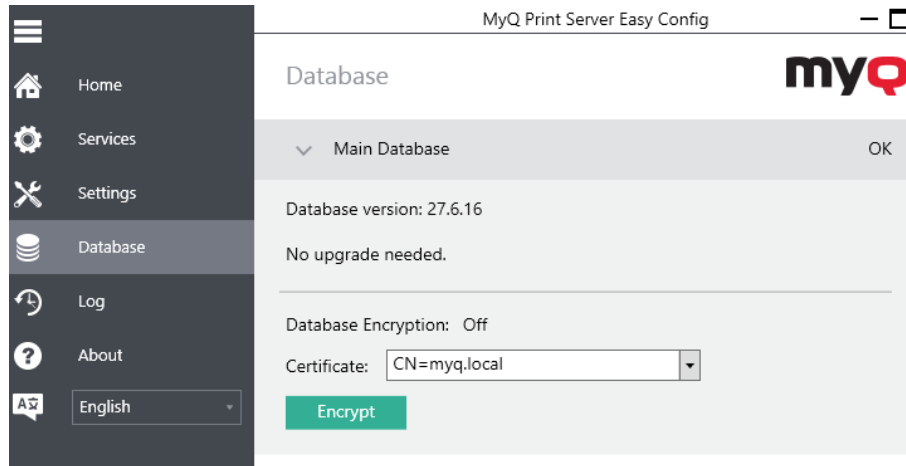 MyQ Print Server Easy Config
Home
Services
Settings
Database
Log
About
English
Database
myQ
Main Database OK
Database version: 27.6.16
No upgrade needed.
Database Encryption: Off
Certificate: CN=myq.local
Encrypt